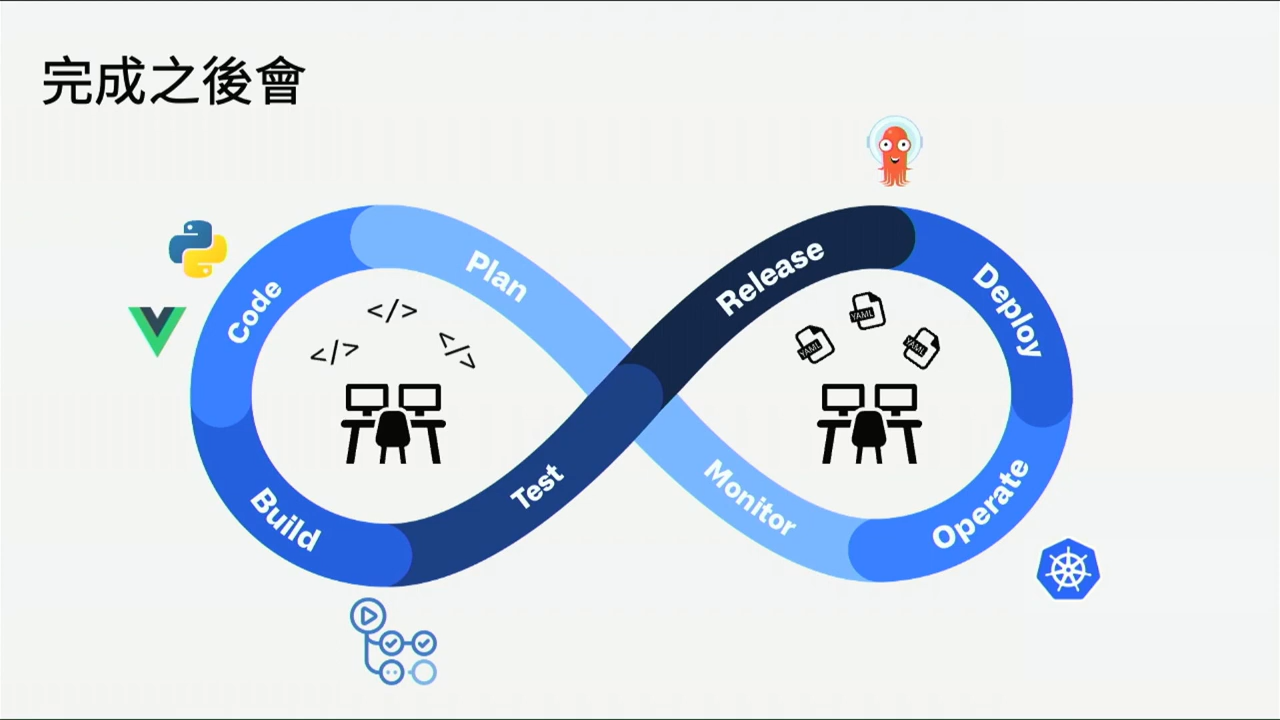 完成之後會
Plan
Code
Build
Test
Release
Deploy
Operate
Monitor
</>
</>
</>
YAML
YAML
YAML